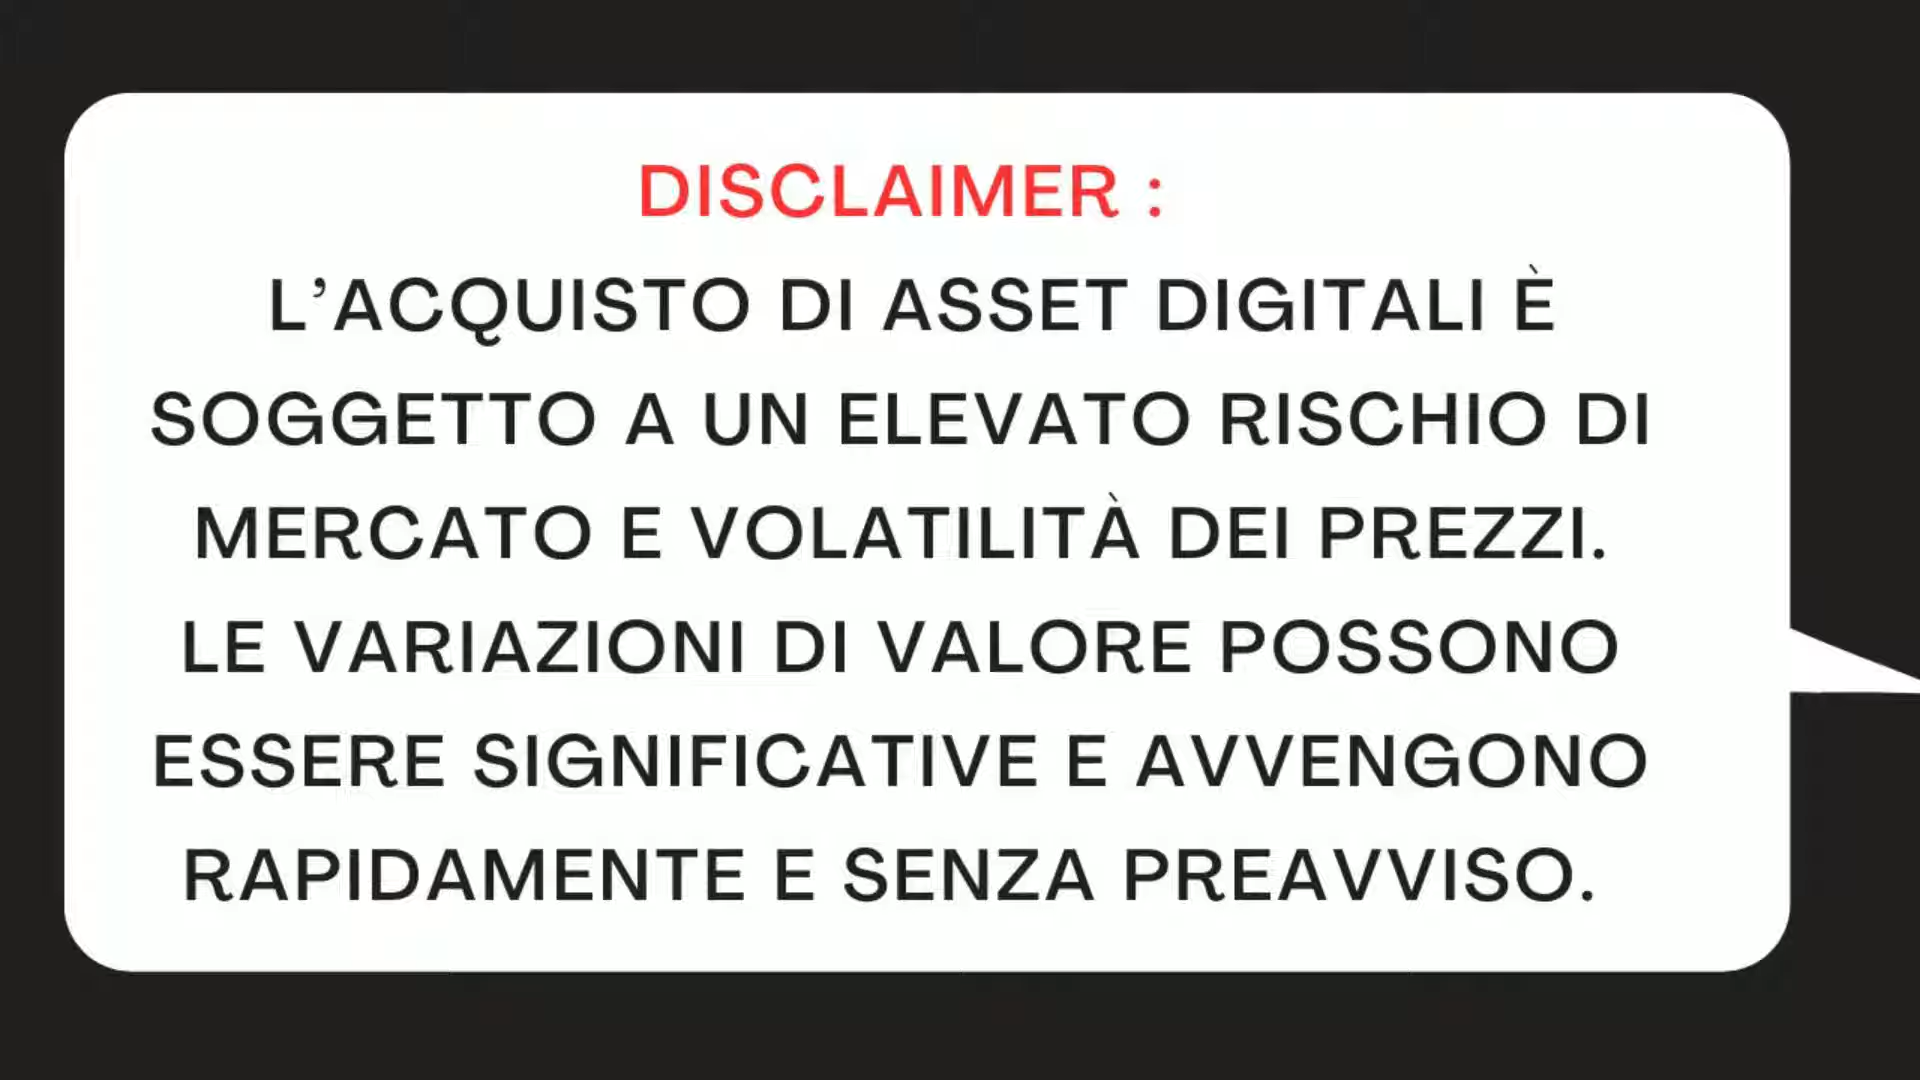 DISCLAIMER :
L’ACQUISTO DI ASSET DIGITALI È
SOGGETTO A UN ELEVATO RISCHIO DI
MERCATO E VOLATILITÀ DEI PREZZI.
LE VARIAZIONI DI VALORE POSSONO
ESSERE SIGNIFICATIVE E AVVENGONO
RAPIDAMENTE E SENZA PREAVVISO.